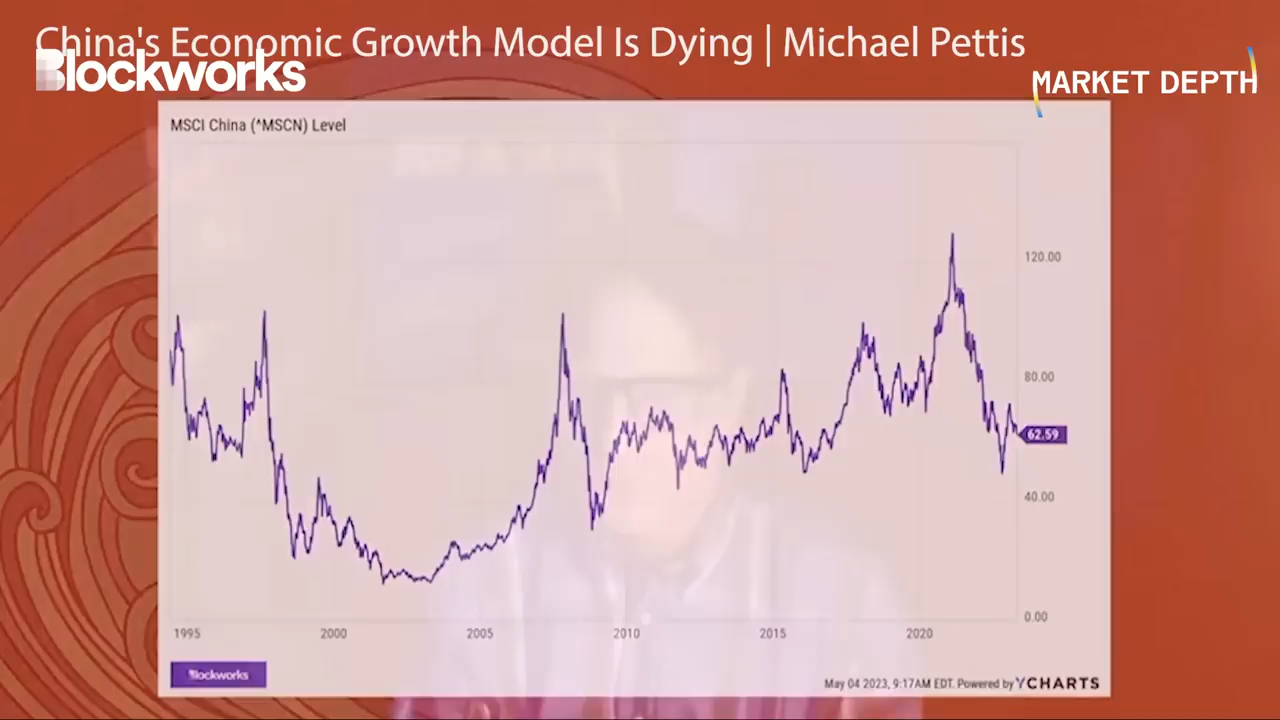 China's Economic Growth Model Is Dying | Michael Pettis
Blockworks
MARKET DEPTH
MSCI China (^MSCN) Level
120.00
80.00
62.59
40.00
0.00
1995 2000 2005 2010 2015 2020
Blockworks
May 04 2023, 9:17AM EDT. Powered by YCHARTS